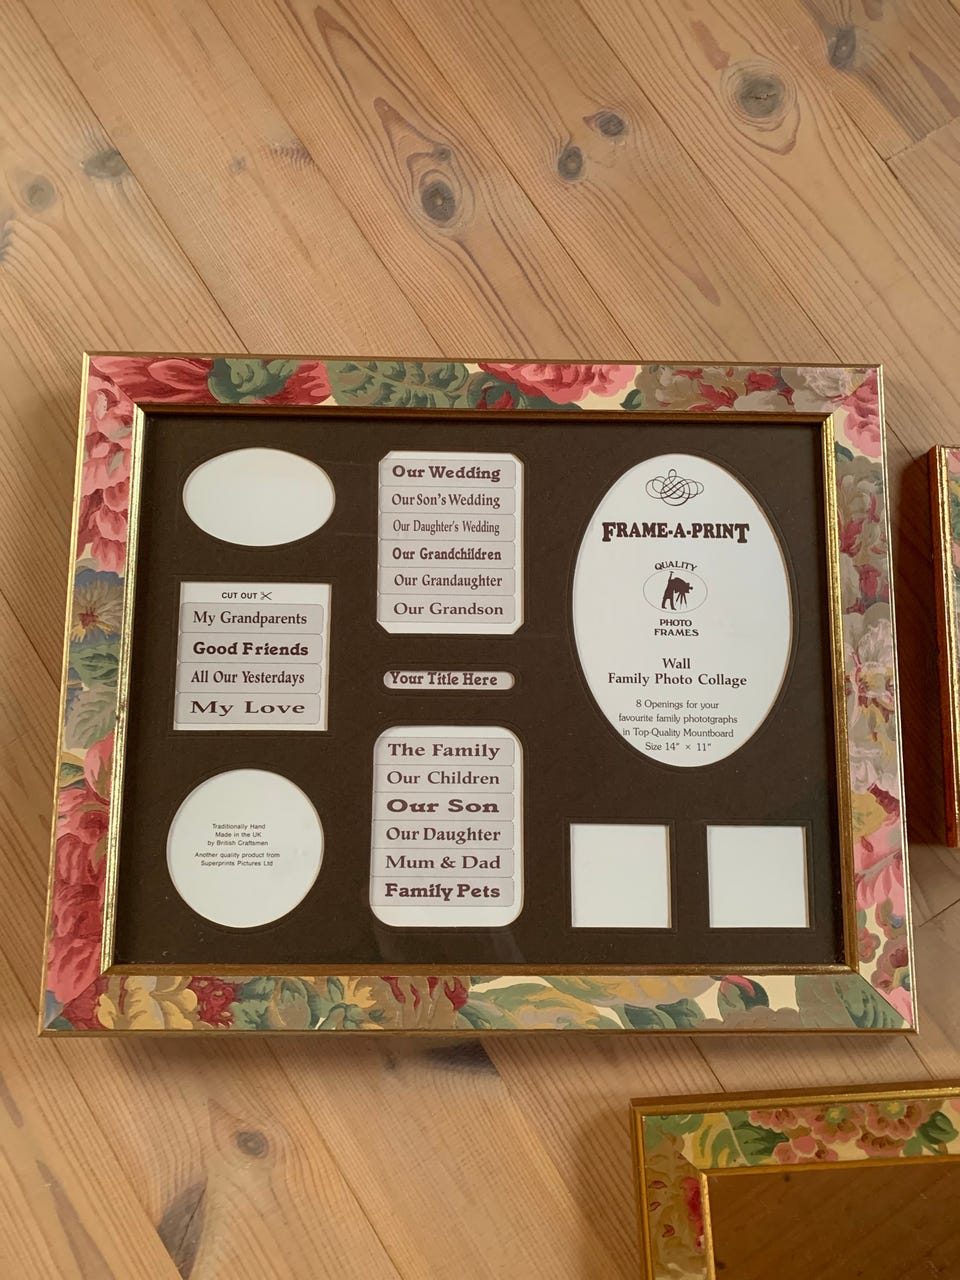 CUT OUT
My Grandparents
Good Friends
All Our Yesterdays
My Love
Traditionally Hand
Made in the UK
by British Craftsmen
Another quality product from
Superprints Pictures Ltd
Our Wedding
Our Son's Wedding
Our Daughter's Wedding
Our Grandchildren
Our Grandaughter
Our Grandson
Your Title Here
The Family
Our Children
Our Son
Our Daughter
Mum & Dad
Family Pets
FRAME-A-PRINT
QUALITY
PHOTO
FRAMES
Wall
Family Photo Collage
8 Openings for your
favourite family phototgraphs
in Top-Quality Mountboard
Size 14" × 11"